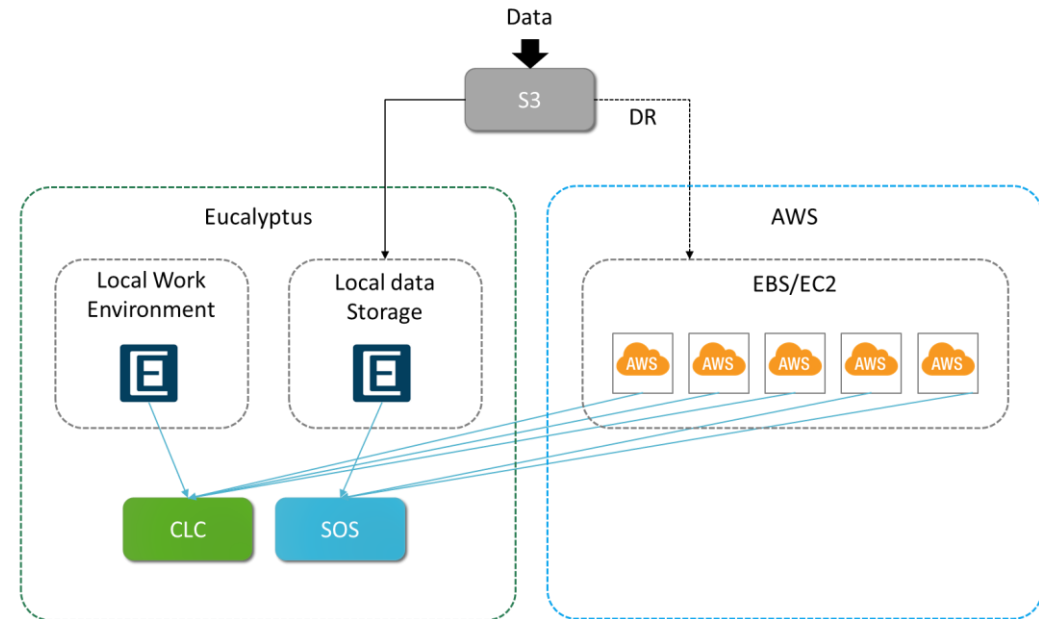 Data
S3
DR
Eucalyptus
AWS
Local Work
Environment
Local data
Storage
EBS/EC2
E
E
AWS
AWS
AWS
AWS
AWS
CLC
SOS